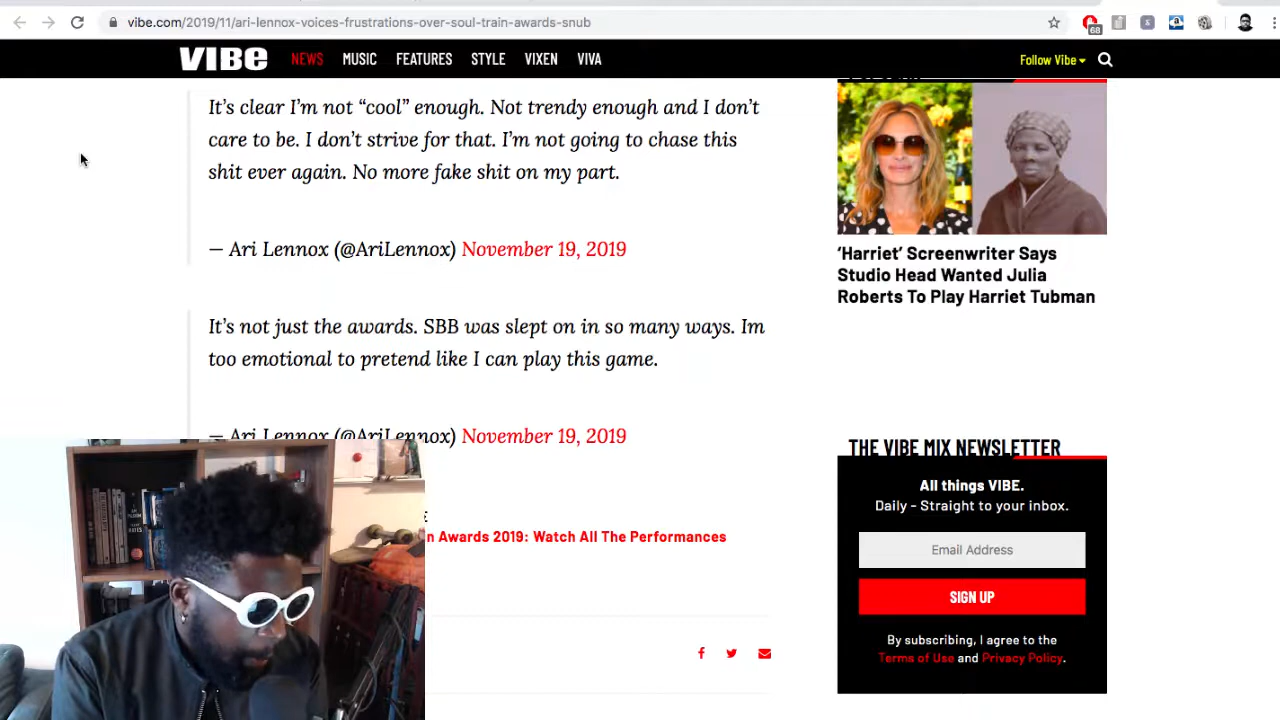 vibe.com/2019/11/ari-lennox-voices-frustrations-over-soul-train-awards-snub
68
VIBE NEWS MUSIC FEATURES STYLE VIXEN VIVA Follow Vibe
It's clear I'm not “cool” enough. Not trendy enough and I don't
care to be. I don't strive for that. I'm not going to chase this
shit ever again. No more fake shit on my part.
— Ari Lennox (@AriLennox) November 19, 2019
It's not just the awards. SBB was slept on in so many ways. Im
too emotional to pretend like I can play this game.
— Ari Lennox (@AriLennox) November 19, 2019
n Awards 2019: Watch All The Performances
‘Harriet’ Screenwriter Says
Studio Head Wanted Julia
Roberts To Play Harriet Tubman
THE VIBE MIX NEWSLETTER
All things VIBE.
Daily - Straight to your inbox.
Email Address
SIGN UP
By subscribing, I agree to the
Terms of Use and Privacy Policy.